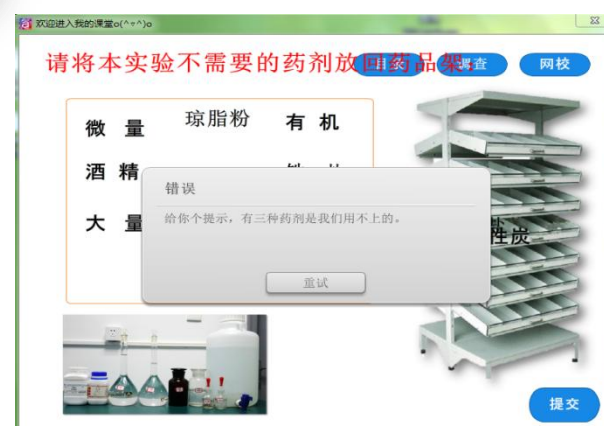 欢迎进入我的课堂o(^▽^)o
请将本实验不需要的药剂放回药品架。
目录 调查 网校
微 量 琼脂粉 有 机
酒 精
大 量
性炭
错误
给你个提示，有三种药剂是我们用不上的。
重试
提交